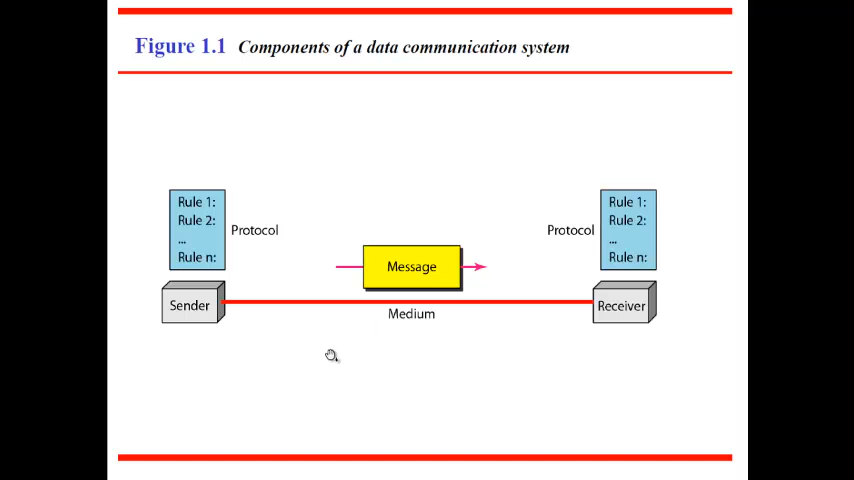 Figure 1.1 Components of a data communication system
Rule 1:
Rule 2:
...
Rule n:
Protocol
Protocol
Rule 1:
Rule 2:
...
Rule n:
Message
Sender
Medium
Receiver